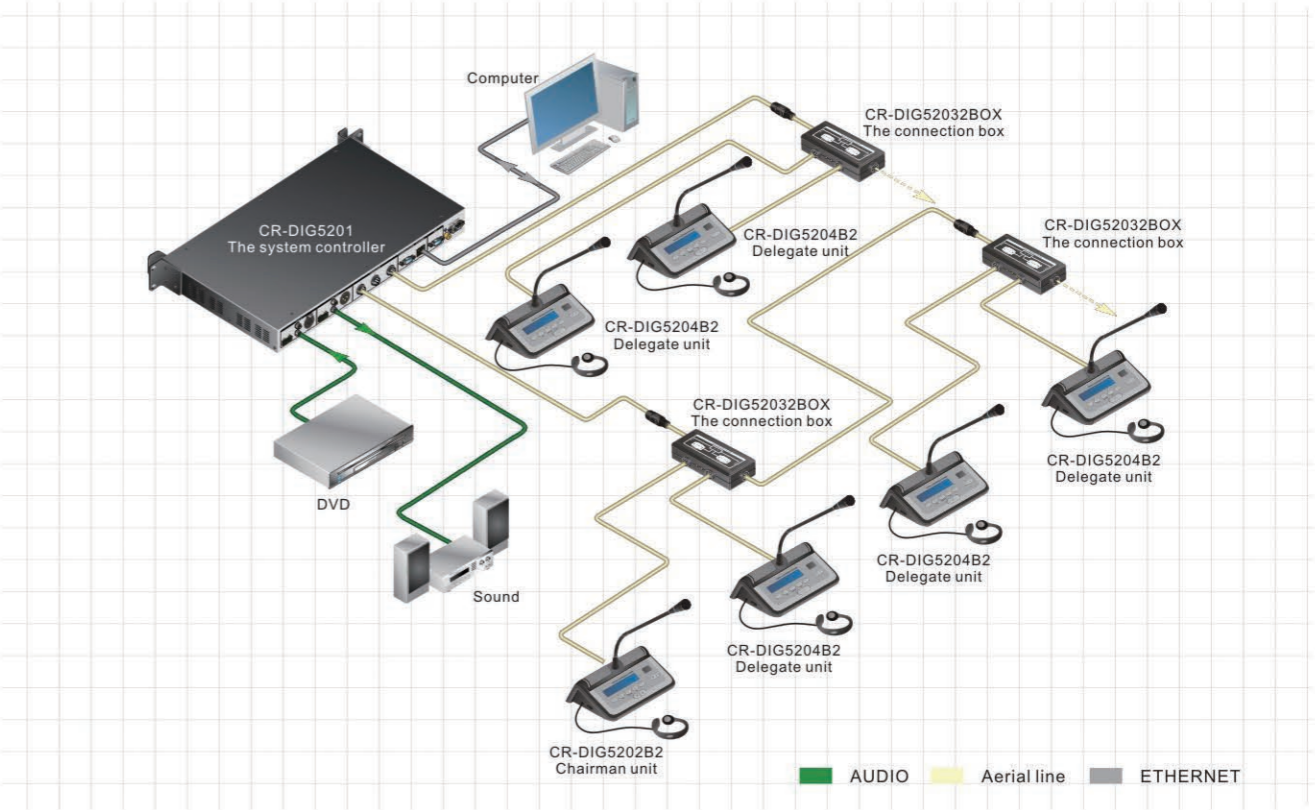 Computer
CR-DIG52032BOX
The connection box
CR-DIG5201
The system controller
CR-DIG5204B2
Delegate unit
CR-DIG52032BOX
The connection box
CR-DIG5204B2
Delegate unit
CR-DIG52032BOX
The connection box
CR-DIG5204B2
Delegate unit
DVD
CR-DIG5204B2
Delegate unit
Sound
CR-DIG5204B2
Delegate unit
CR-DIG5202B2
Chairman unit
AUDIO
Aerial line
ETHERNET